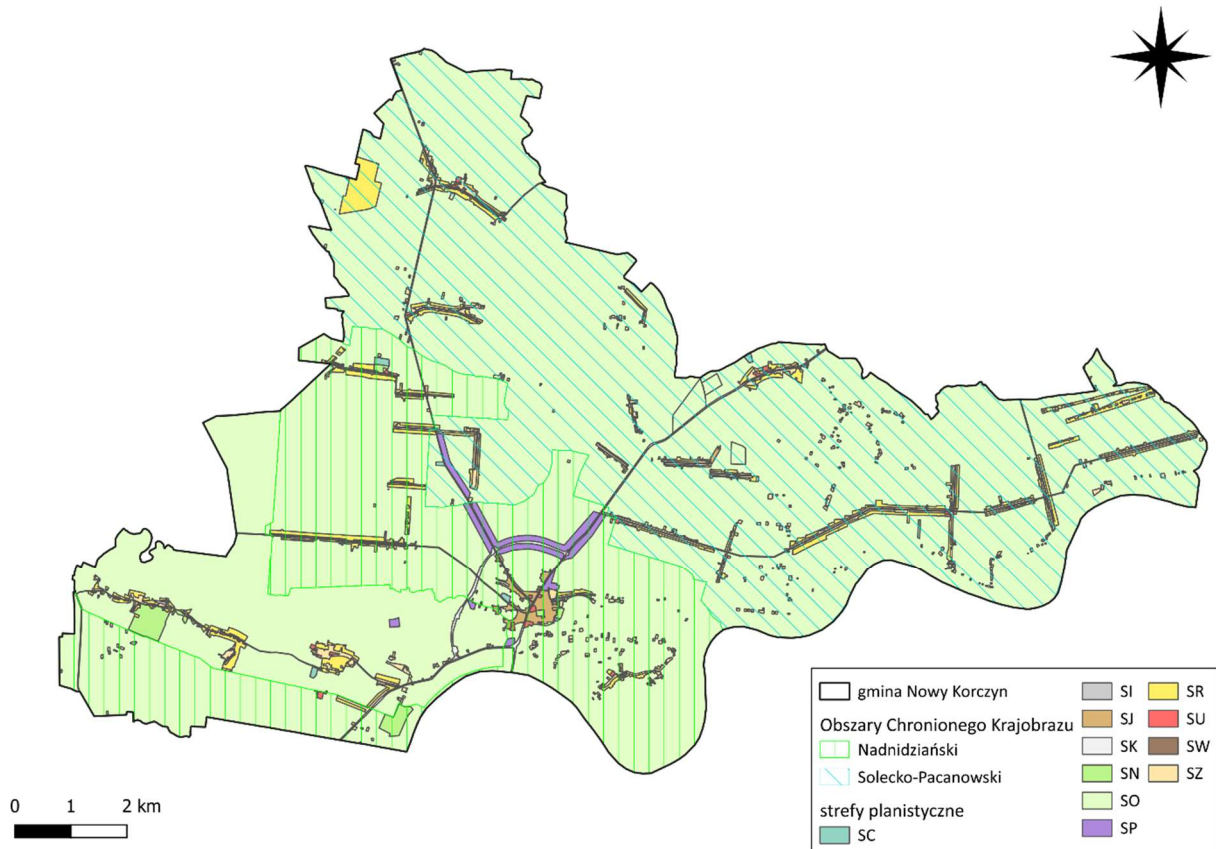 0 1 2 km
gmina Nowy Korczyn
Obszary Chronionego Krajobrazu
Nadnidziański
Solecko-Pacanowski
strefy planistyczne
SC
SI
SJ
SK
SN
SO
SP
SR
SU
SW
SZ